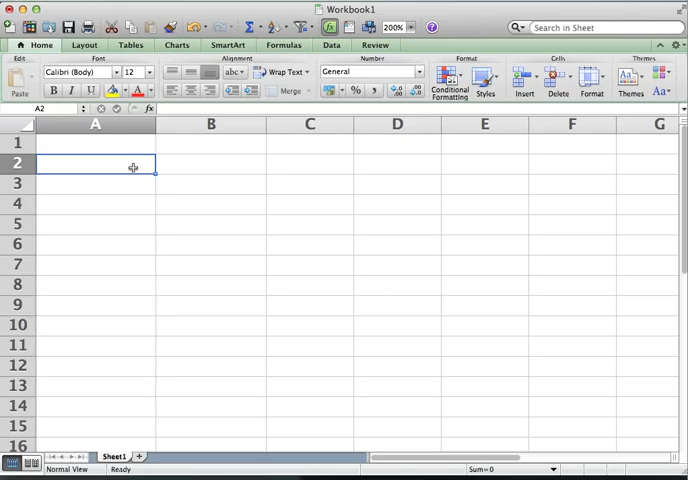 Workbook1
200%
Search in Sheet
Home Layout Tables Charts SmartArt Formulas Data Review
Edit Font Alignment Number Format Cells Themes
Calibri (Body) 12 abc Wrap Text General
Paste B I U A Merge % , Conditional Formatting Styles Insert Delete Format Themes Aa
A2 fx
A B C D E F G
1
2
3
4
5
6
7
8
9
10
11
12
13
14
15
16
Sheet1
Normal View Ready Sum=0